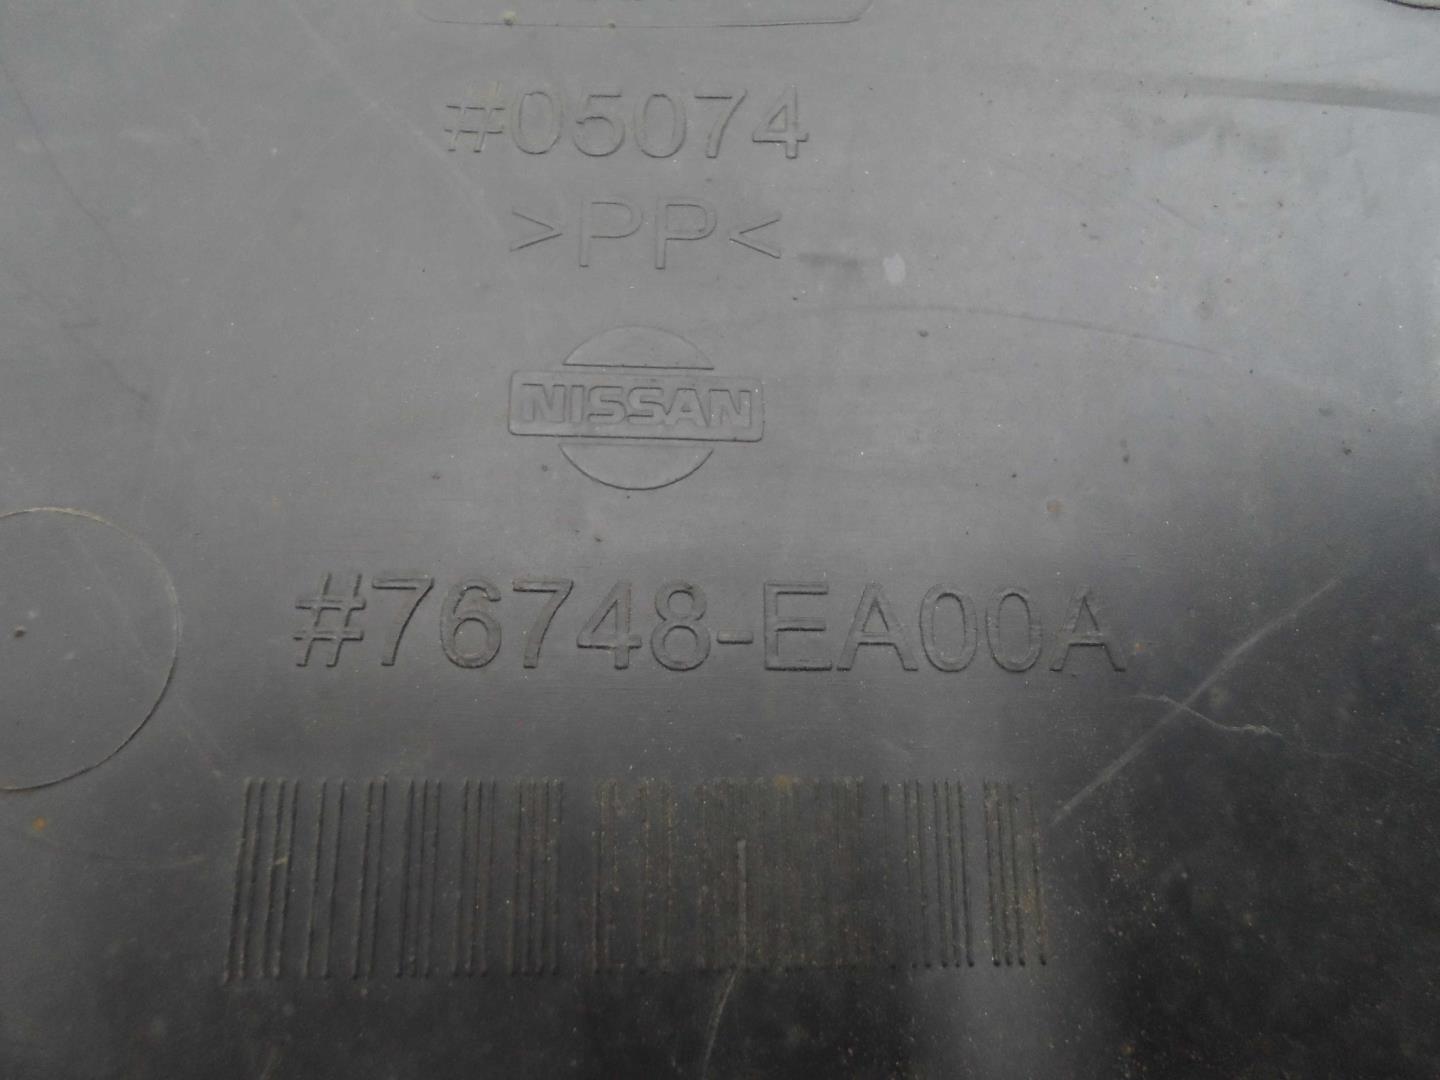 #05074
>PP<
NISSAN
#76748-EA00A